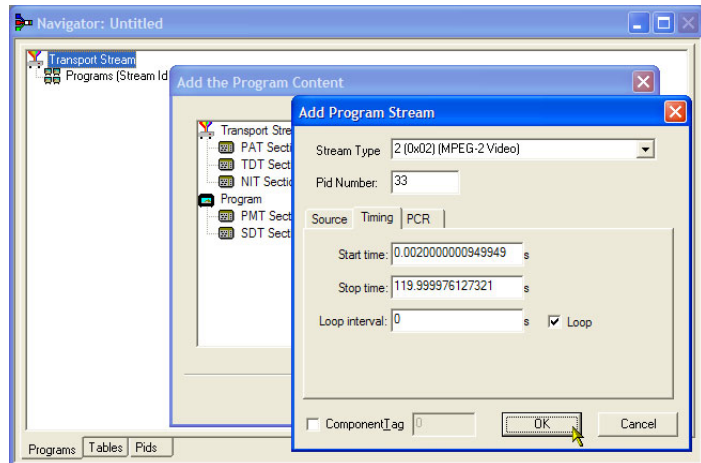 Navigator: Untitled
Transport Stream
Programs (Stream Id
Add the Program Content
Transport Stre
PAT Secti
TDT Secti
NIT Sectio
Program
PMT Sect
SDT Sect
Add Program Stream
Stream Type 2 (0x02) (MPEG-2 Video)
Pid Number: 33
Source Timing PCR
Start time: 0.0020000000949949 s
Stop time: 119.999976127321 s
Loop interval: 0 s Loop
ComponentTag 0 OK Cancel
Programs Tables Pids